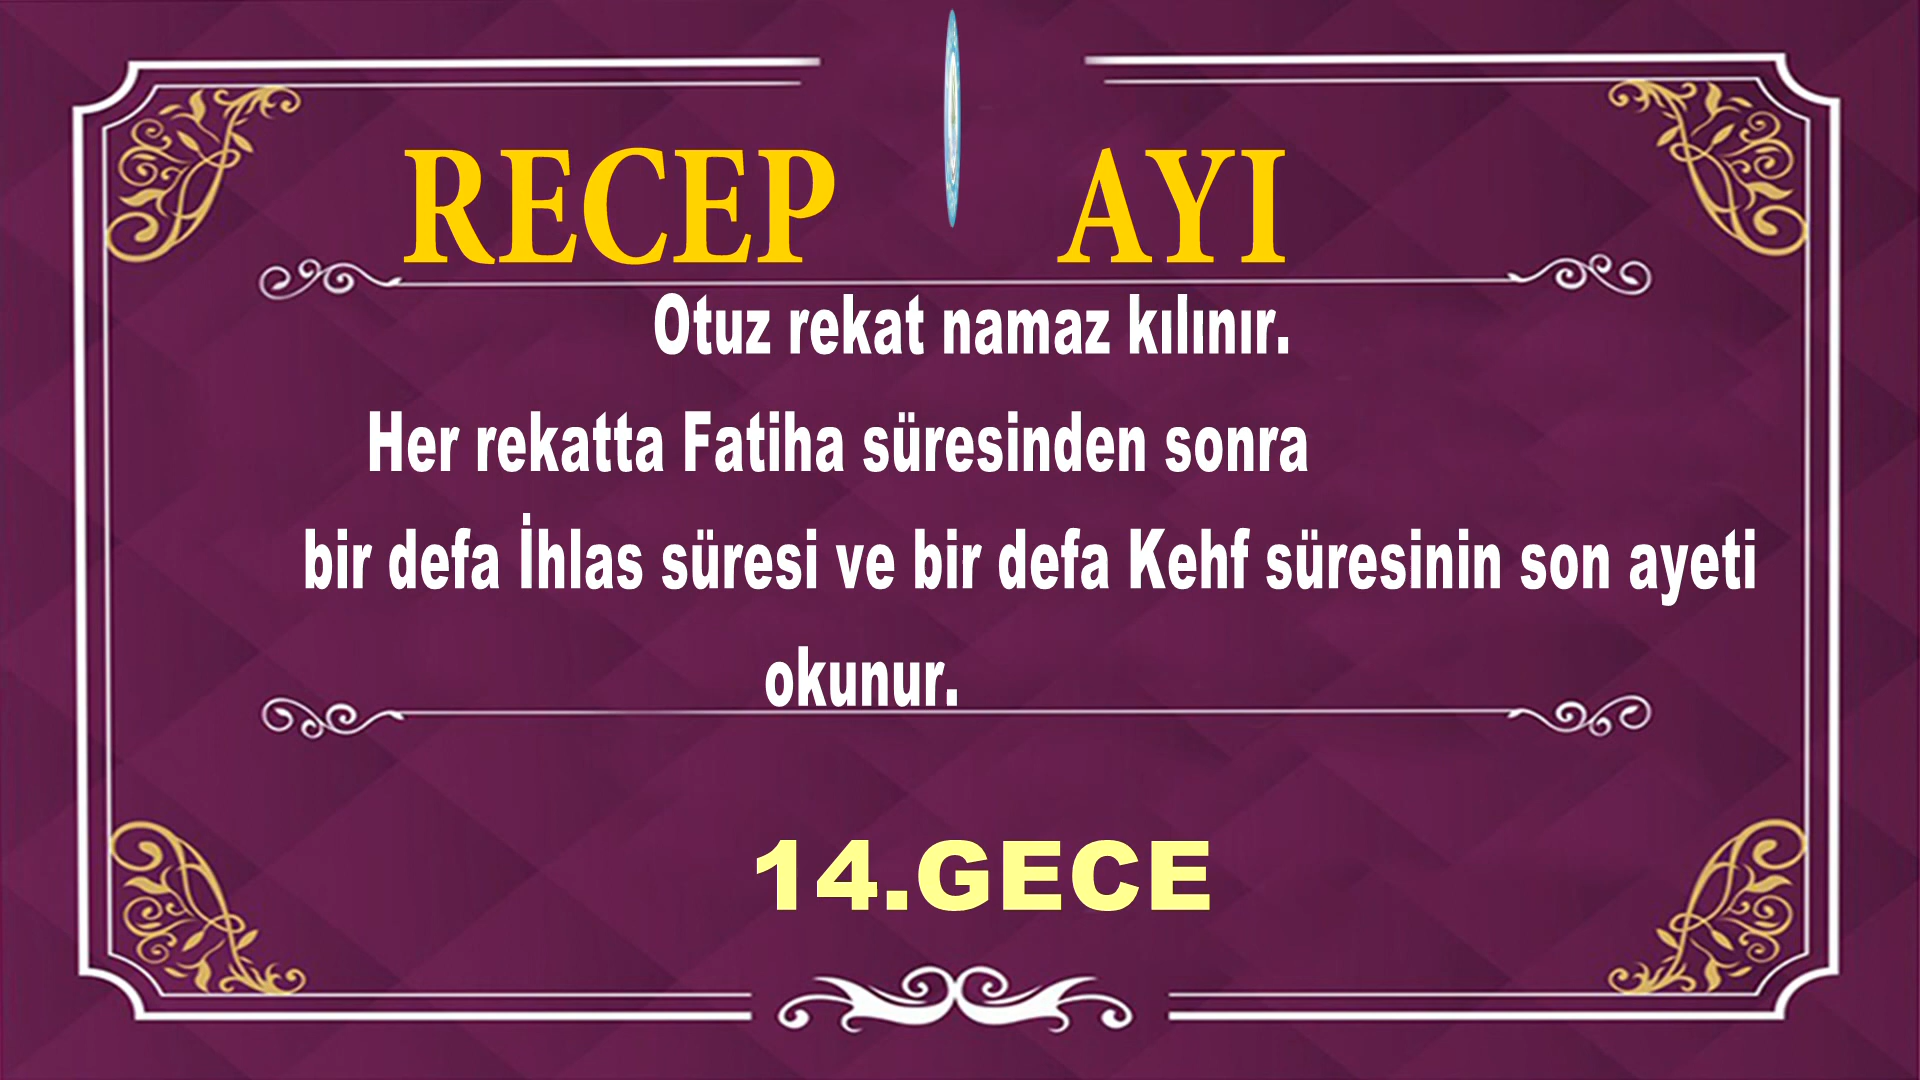 RECEP AYI
Otuz rekat namaz kılınır.
Her rekatta Fatiha süresinden sonra
bir defa İhlas süresi ve bir defa Kehf süresinin son ayeti
okunur.
14.GECE